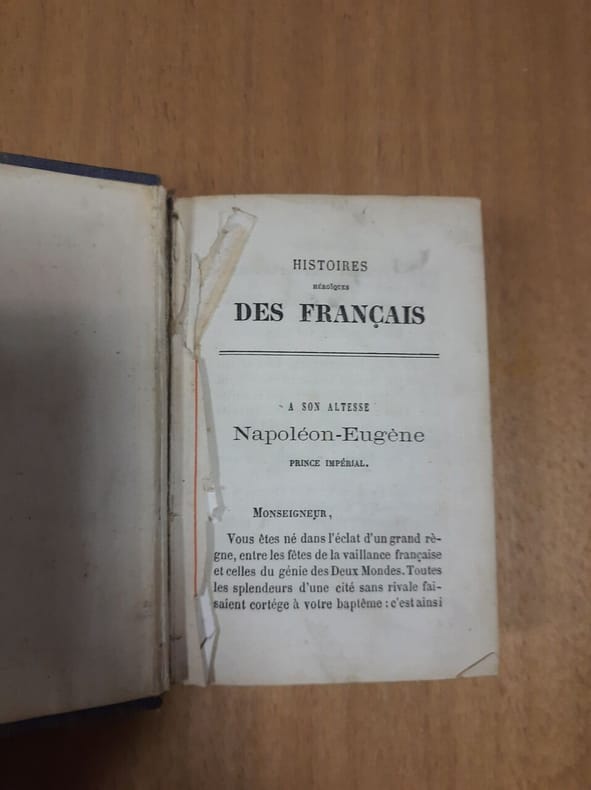 HISTOIRES
HÉROÏQUES
DES FRANÇAIS
A SON ALTESSE
Napoléon-Eugène
PRINCE IMPÉRIAL.
MONSEIGNEUR,
Vous êtes né dans l'éclat d'un grand rè-
gne, entre les fêtes de la vaillance française
et celles du génie des Deux Mondes. Toutes
les splendeurs d'une cité sans rivale fai-
saient cortége à votre baptême : c'est ainsi